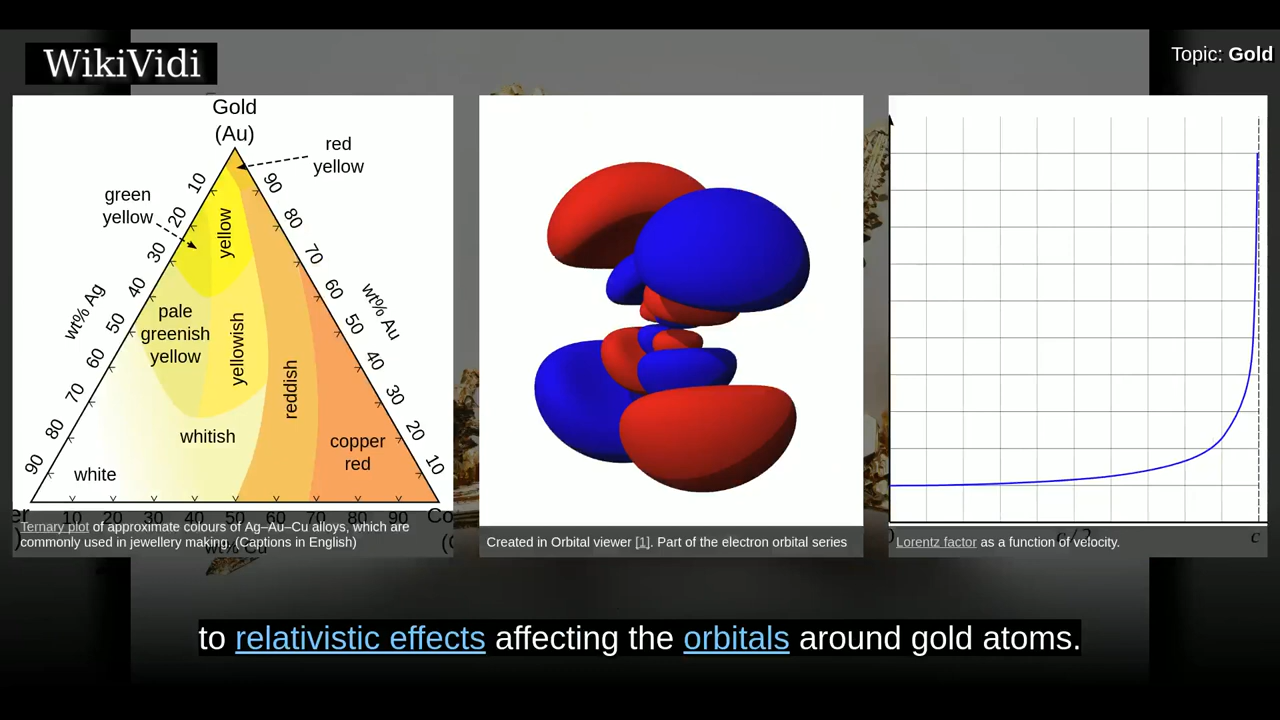 WikiVidi
Topic: Gold
Gold
(Au)
red
yellow
green
yellow
10
20
30
40
50
60
70
80
90
wt% Ag
90
80
70
60
50
40
30
20
10
wt% Au
yellow
pale
greenish
yellow
yellowish
reddish
whitish
copper
red
white
10 20 30 40 50 60 70 80 90
wt% Cu
Ternary plot of approximate colours of Ag–Au–Cu alloys, which are
commonly used in jewellery making. (Captions in English)
Created in Orbital viewer [1]. Part of the electron orbital series
c/2
c
Lorentz factor as a function of velocity.
to relativistic effects affecting the orbitals around gold atoms.